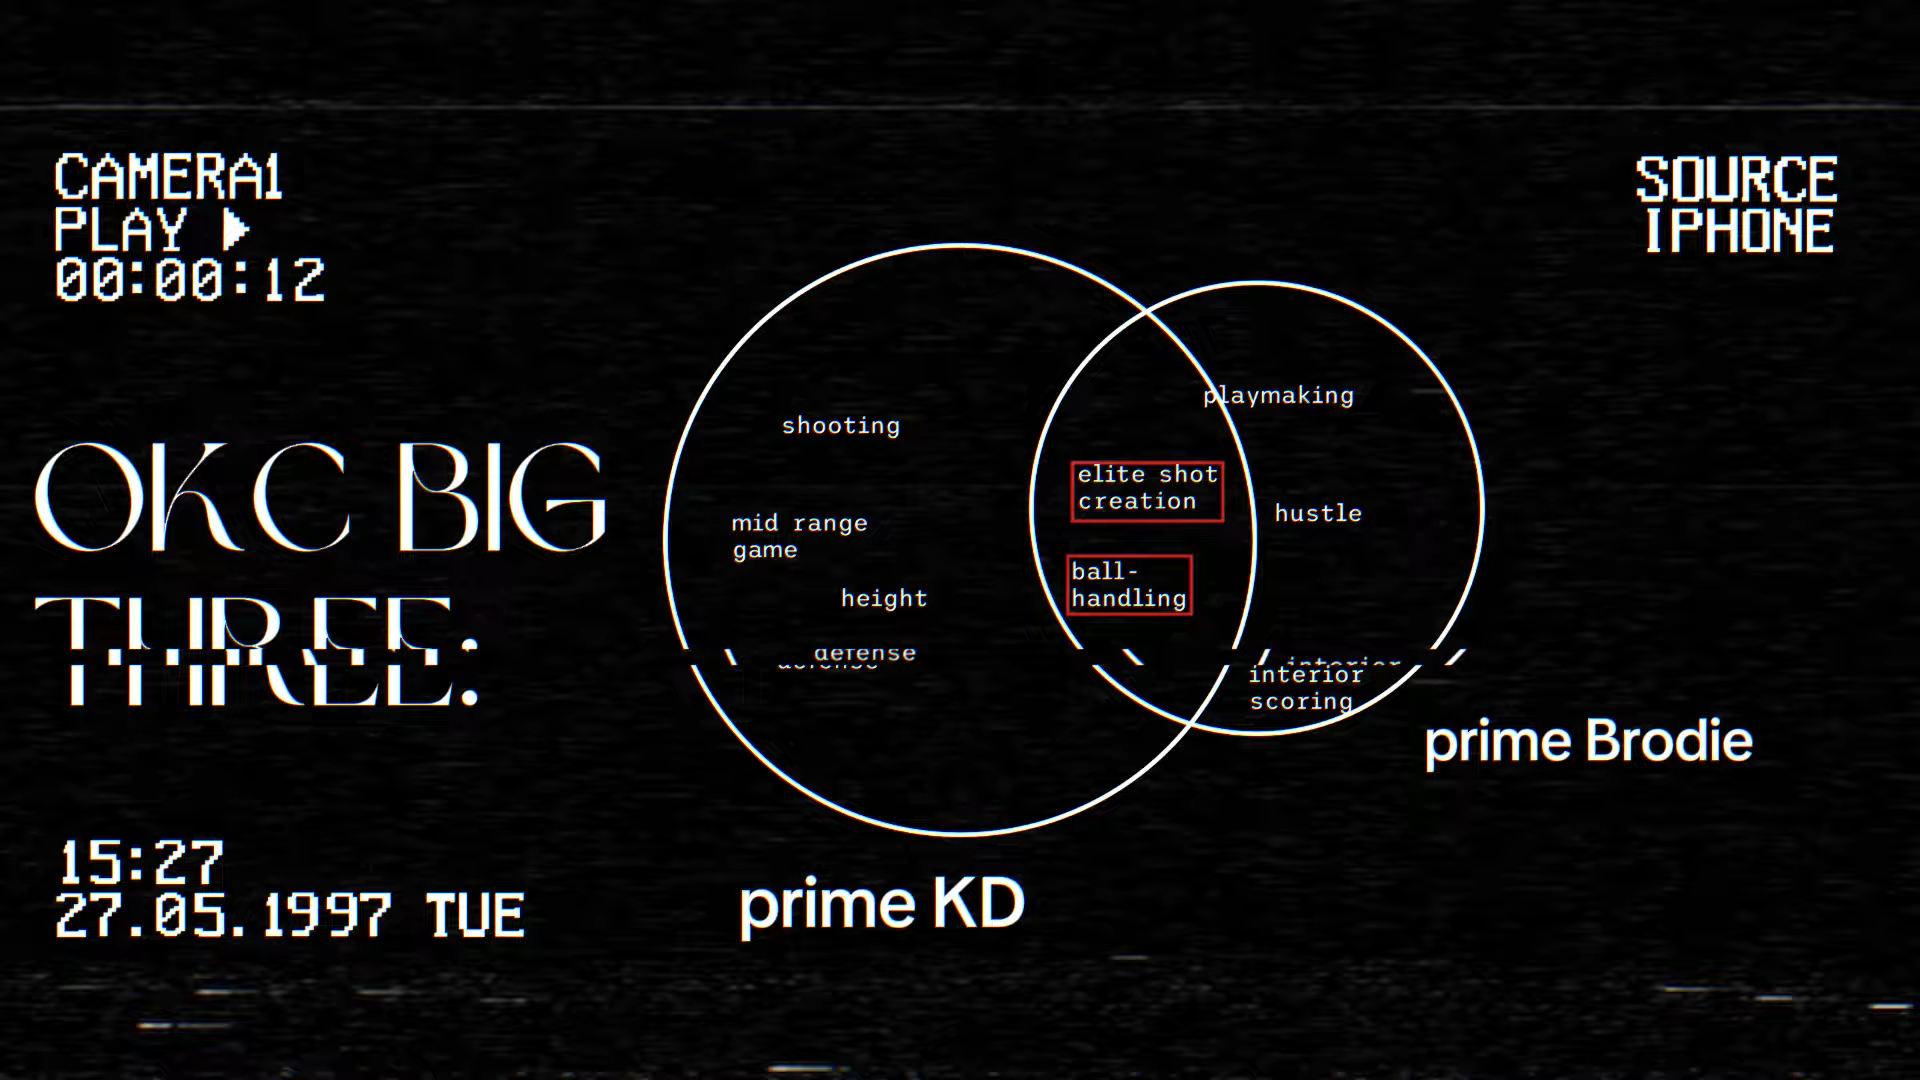 CAMERA1
PLAY
00:00:12
SOURCE
IPHONE
OKC BIG
THREE:
shooting
mid range
game
height
defense
elite shot
creation
ball-
handling
playmaking
hustle
interior
scoring
prime Brodie
prime KD
15:27
27.05.1997 TUE